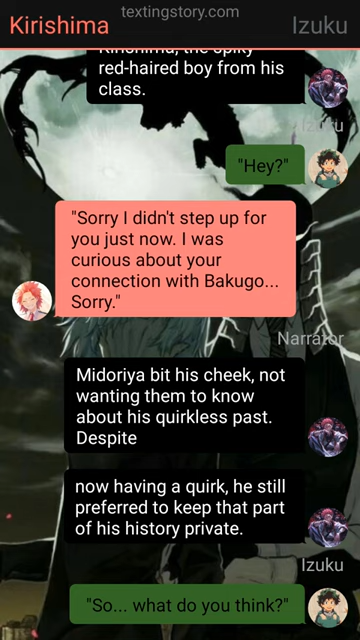 textingstory.com
Kirishima
Izuku
Kirishima, the spiky
red-haired boy from his
class.
Izuku
"Hey?"
"Sorry I didn't step up for
you just now. I was
curious about your
connection with Bakugo...
Sorry."
Narrator
Midoriya bit his cheek, not
wanting them to know
about his quirkless past.
Despite
now having a quirk, he still
preferred to keep that part
of his history private.
Izuku
"So... what do you think?"